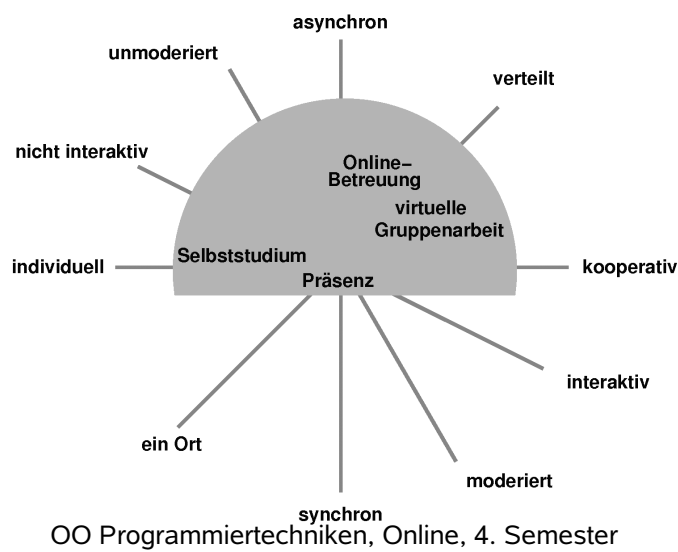 asynchron
unmoderiert
verteilt
nicht interaktiv
Online–
Betreuung
virtuelle
Gruppenarbeit
Selbststudium
individuell
kooperativ
Präsenz
interaktiv
ein Ort
moderiert
synchron
OO Programmiertechniken, Online, 4. Semester